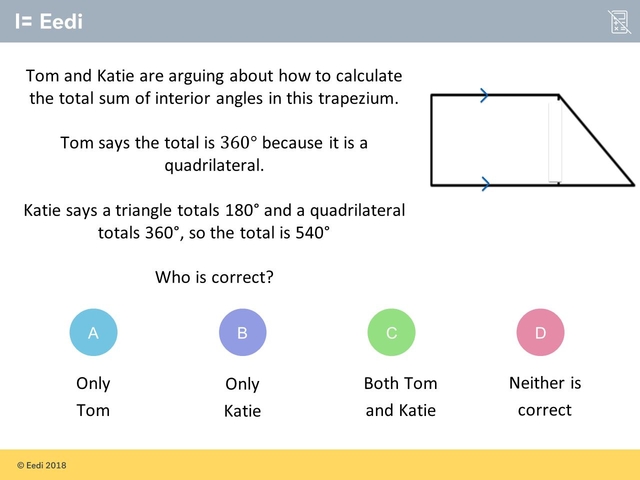 I= Eedi
Tom and Katie are arguing about how to calculate
the total sum of interior angles in this trapezium.
Tom says the total is 360° because it is a
quadrilateral.
Katie says a triangle totals 180° and a quadrilateral
totals 360°, so the total is 540°
Who is correct?
A
B
C
D
Only
Tom
Only
Katie
Both Tom
and Katie
Neither is
correct
© Eedi 2018